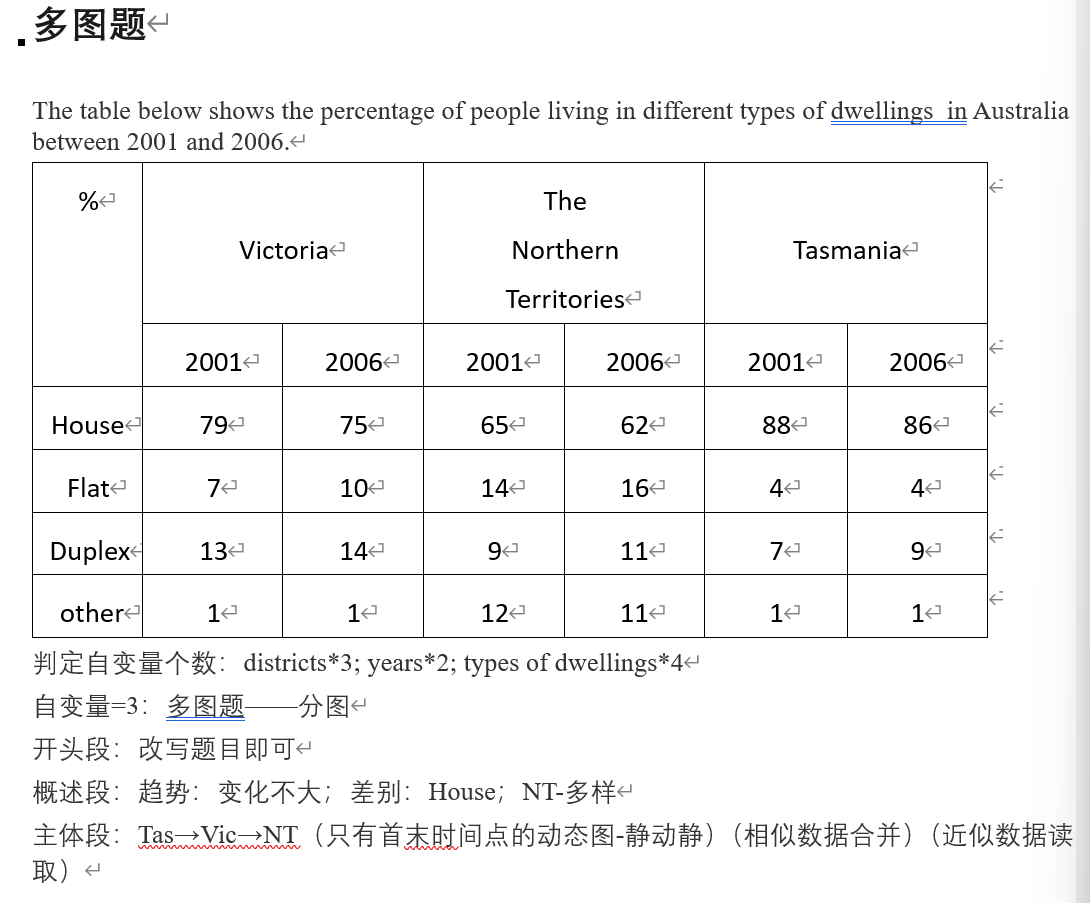 多图题
The table below shows the percentage of people living in different types of dwellings in Australia
between 2001 and 2006.
% Victoria The Northern Territories Tasmania
2001 2006 2001 2006 2001 2006
House 79 75 65 62 88 86
Flat 7 10 14 16 4 4
Duplex 13 14 9 11 7 9
other 1 1 12 11 1 1
判定自变量个数：districts*3; years*2; types of dwellings*4
自变量=3：多图题——分图
开头段：改写题目即可
概述段：趋势：变化不大；差别：House；NT-多样
主体段：Tas→Vic→NT（只有首末时间点的动态图-静动静）（相似数据合并）（近似数据读
取）